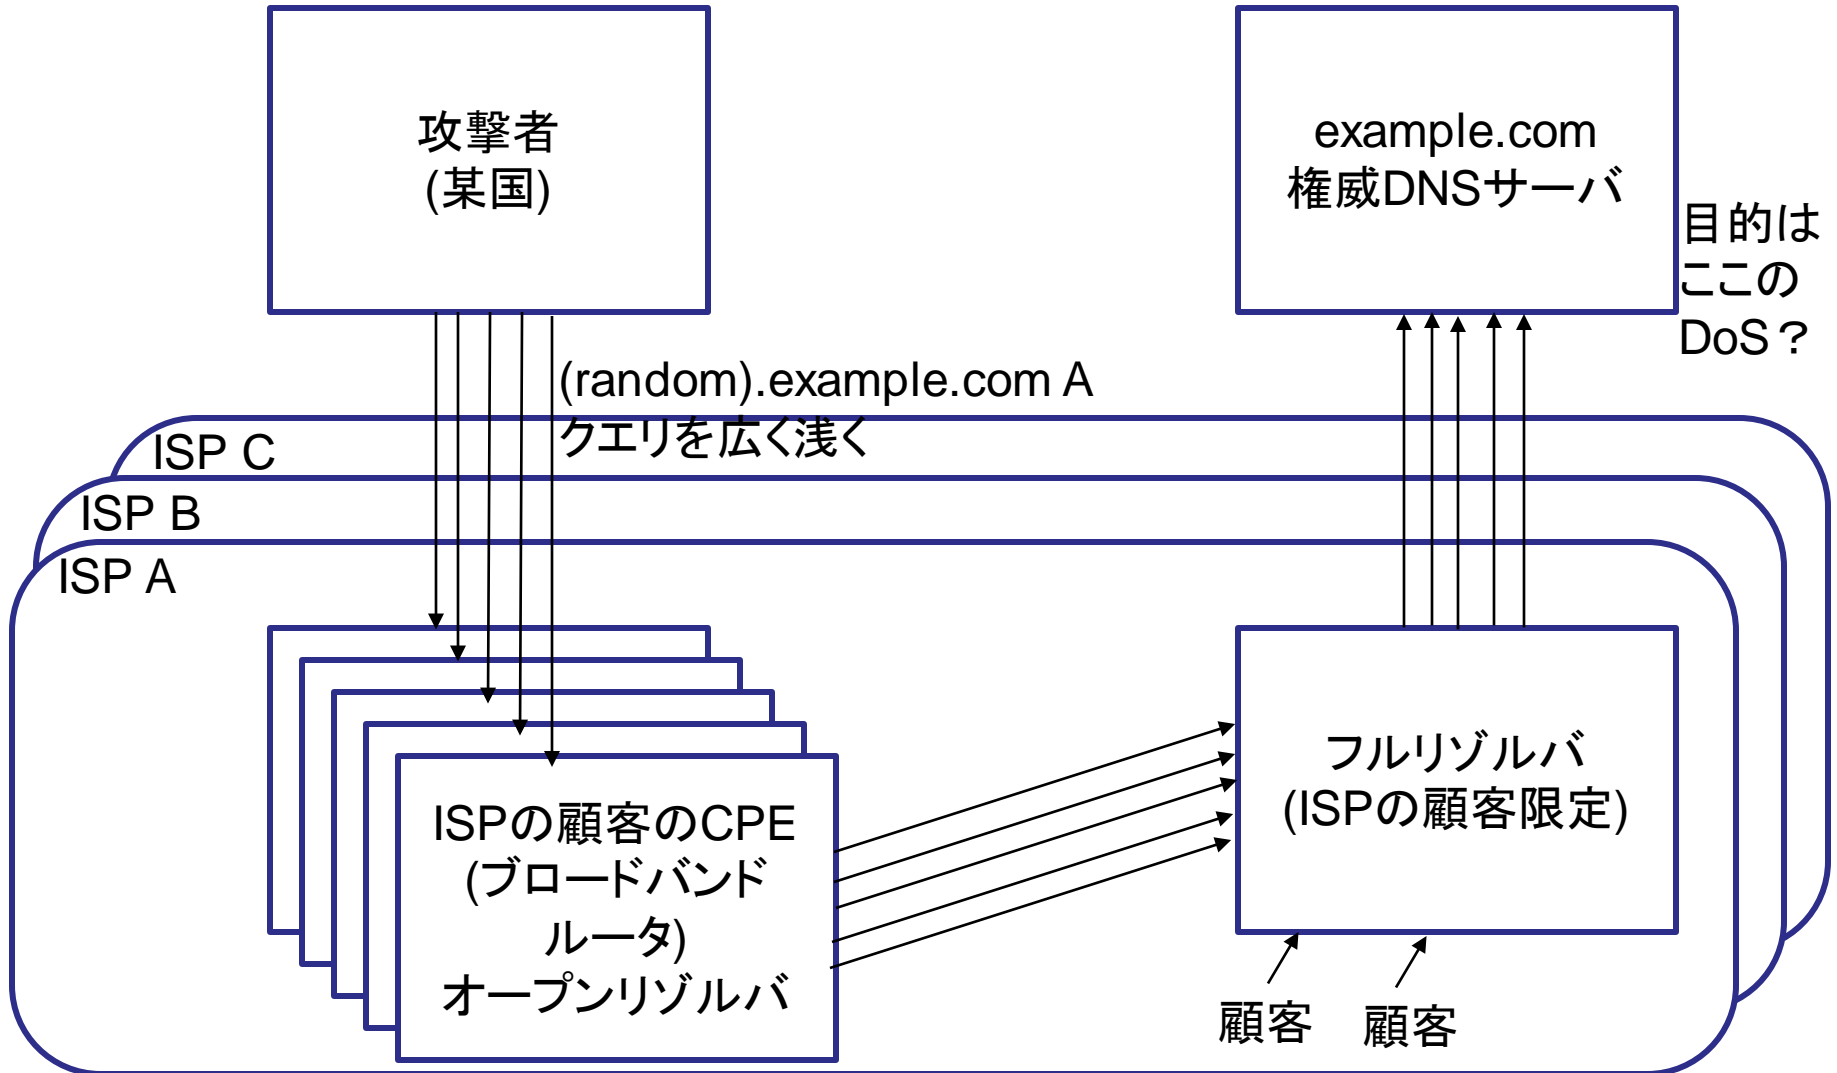 攻撃者
(某国)
example.com
権威DNSサーバ
目的は
ここの
DoS？
(random).example.com A
クエリを広く浅く
ISP C
ISP B
ISP A
ISPの顧客のCPE
(ブロードバンド
ルータ)
オープンリゾルバ
フルリゾルバ
(ISPの顧客限定)
顧客
顧客